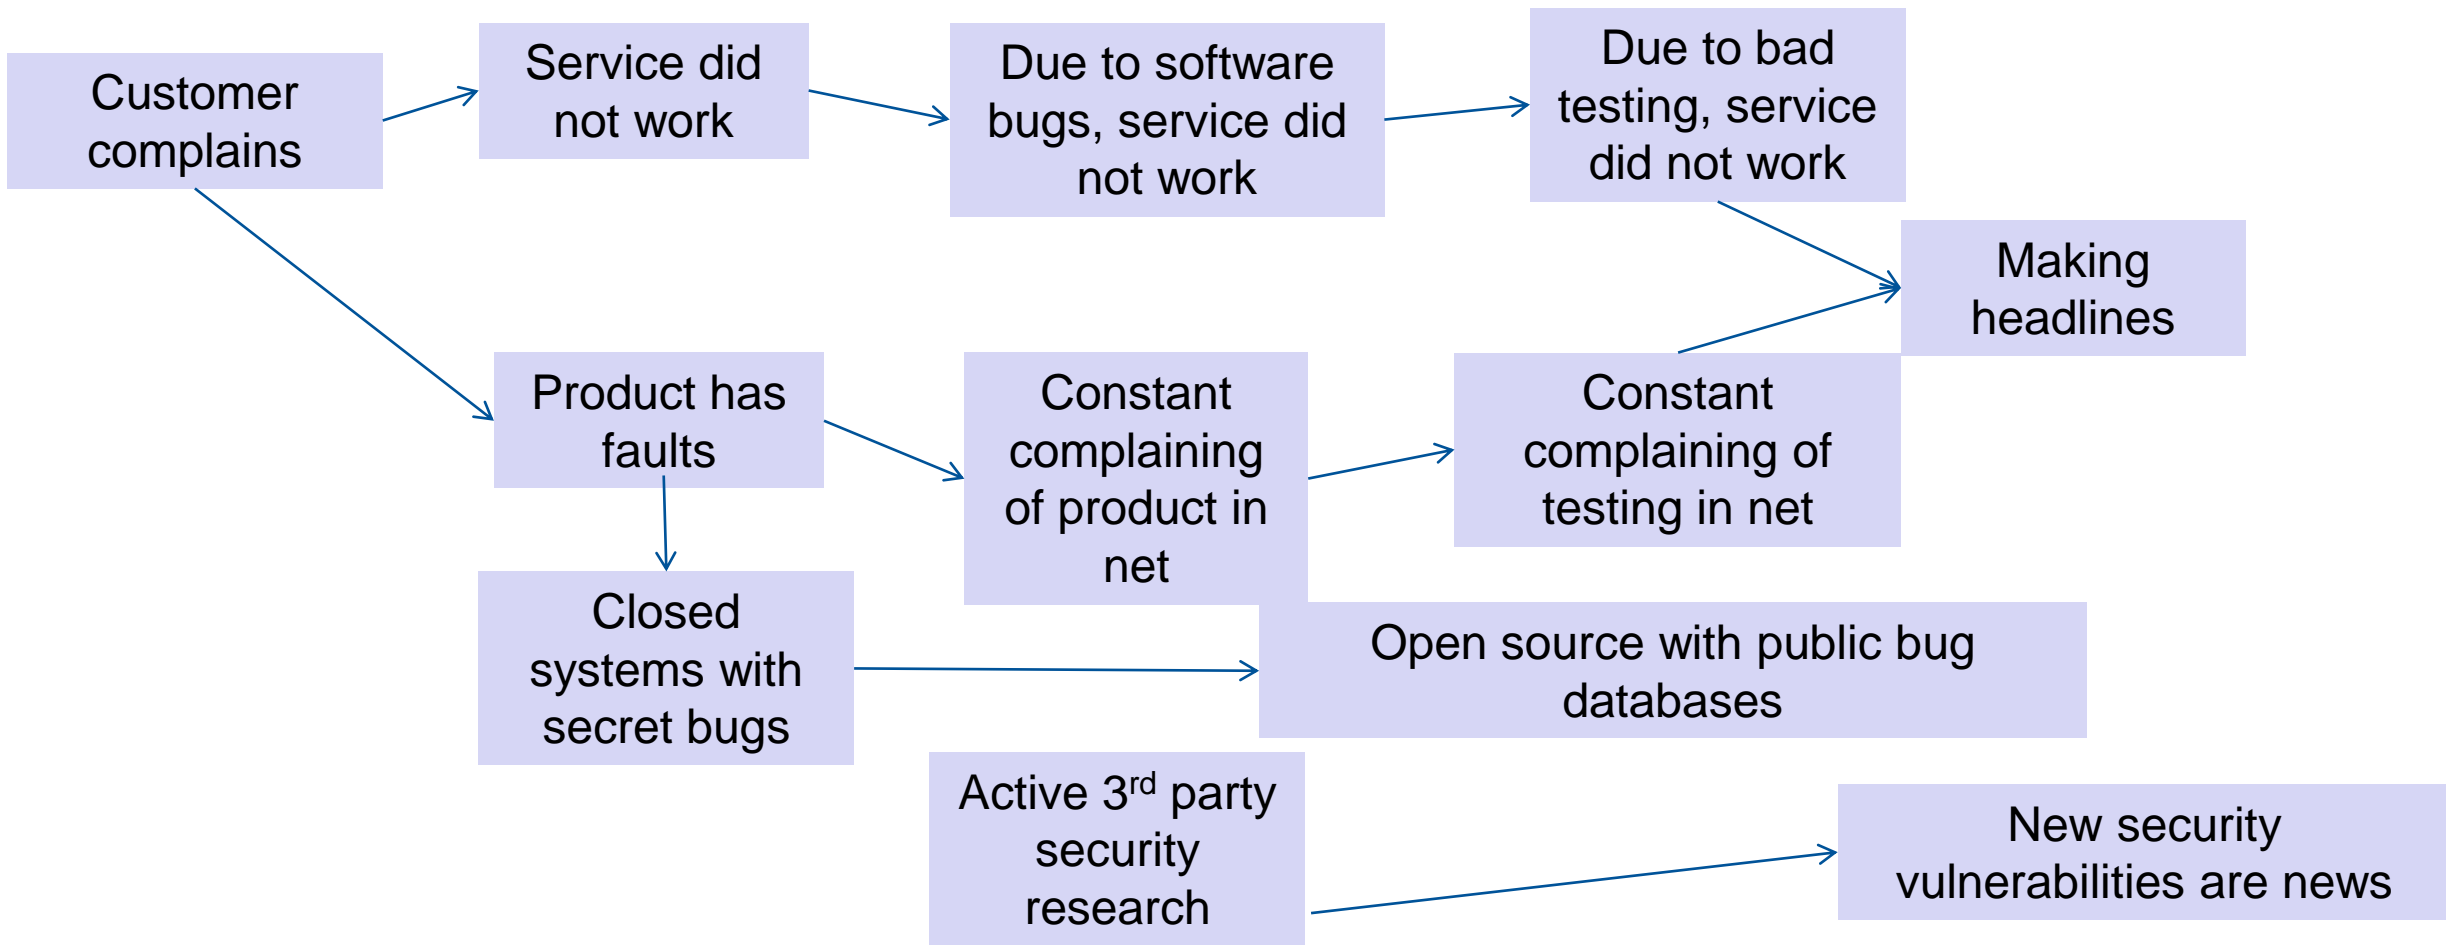 Customer
complains
Service did
not work
Due to software
bugs, service did
not work
Due to bad
testing, service
did not work
Making
headlines
Product has
faults
Constant
complaining
of product in
net
Constant
complaining of
testing in net
Closed
systems with
secret bugs
Open source with public bug
databases
Active 3rd party
security
research
New security
vulnerabilities are news